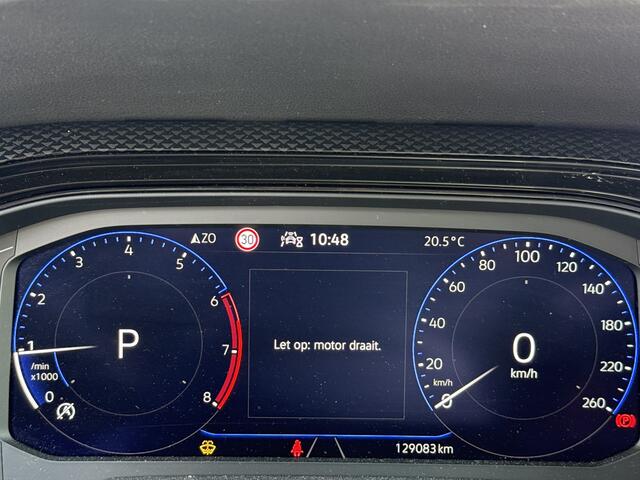 ZO 30 10:48 20.5°C
0 1 2 3 4 5 6 7 8
/min
x1000
P
Let op: motor draait.
0 20 40 60 80 100 120 140 180 220 260
km/h
0
km/h
(P)
129083 km